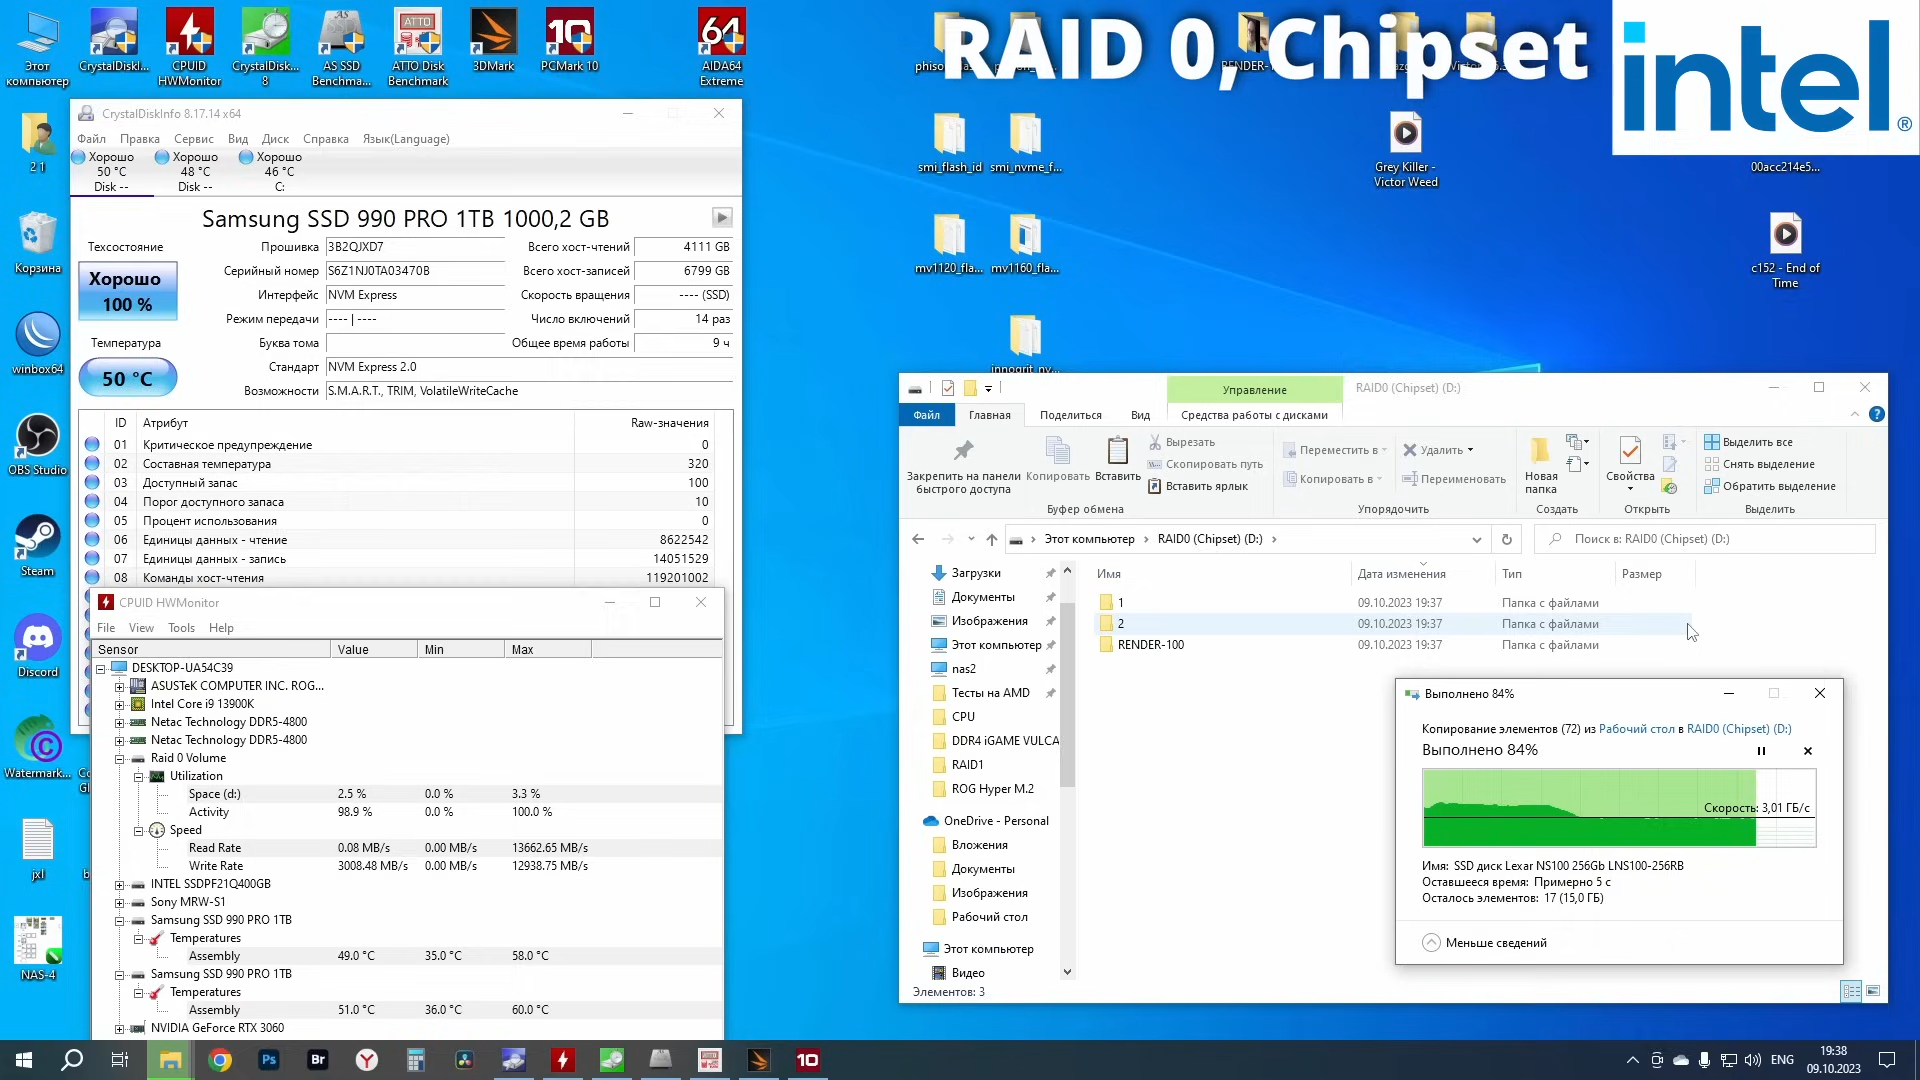 RAID 0, Chipset
intel
®
Этот компьютер
CrystalDiskI...
CPUID HWMonitor
CrystalDisk... 8
AS SSD Benchma...
ATTO Disk Benchmark
3DMark
PCMark 10
AIDA64 Extreme
2 1
Корзина
winbox64
OBS Studio
Steam
Discord
Watermark...
jxl
NAS-4
smi_flash_id
smi_nvme_f...
mv1120_fla...
mv1160_fla...
innogrit_nv...
Grey Killer - Victor Weed
00acc214e5...
c152 - End of Time
CrystalDiskInfo 8.17.14 x64
Файл Правка Сервис Вид Диск Справка Язык(Language)
Хорошо Хорошо Хорошо
50 °C 48 °C 46 °C
Disk -- Disk -- C:
Samsung SSD 990 PRO 1TB 1000,2 GB
Техсостояние
Хорошо
100 %
Температура
50 °C
Прошивка 3B2QJXD7 Всего хост-чтений 4111 GB
Серийный номер S6Z1NJ0TA03470B Всего хост-записей 6799 GB
Интерфейс NVM Express Скорость вращения ---- (SSD)
Режим передачи ---- | ---- Число включений 14 раз
Буква тома Общее время работы 9 ч
Стандарт NVM Express 2.0
Возможности S.M.A.R.T., TRIM, VolatileWriteCache
ID Атрибут Raw-значения
01 Критическое предупреждение 0
02 Составная температура 320
03 Доступный запас 100
04 Порог доступного запаса 10
05 Процент использования 0
06 Единицы данных - чтение 8622542
07 Единицы данных - запись 14051529
08 Команды хост-чтения 119201002
CPUID HWMonitor
File View Tools Help
Sensor Value Min Max
DESKTOP-UA54C39
ASUSTeK COMPUTER INC. ROG...
Intel Core i9 13900K
Netac Technology DDR5-4800
Netac Technology DDR5-4800
Raid 0 Volume
Utilization
Space (d:) 2.5 % 0.0 % 3.3 %
Activity 98.9 % 0.0 % 100.0 %
Speed
Read Rate 0.08 MB/s 0.00 MB/s 13662.65 MB/s
Write Rate 3008.48 MB/s 0.00 MB/s 12938.75 MB/s
INTEL SSDPF21Q400GB
Sony MRW-S1
Samsung SSD 990 PRO 1TB
Temperatures
Assembly 49.0 °C 35.0 °C 58.0 °C
Samsung SSD 990 PRO 1TB
Temperatures
Assembly 51.0 °C 36.0 °C 60.0 °C
NVIDIA GeForce RTX 3060
Управление RAID0 (Chipset) (D:)
Файл Главная Поделиться Вид Средства работы с дисками
Закрепить на панели быстрого доступа
Копировать
Вставить
Вырезать
Скопировать путь
Вставить ярлык
Буфер обмена
Переместить в
Копировать в
Удалить
Переименовать
Упорядочить
Новая папка
Создать
Свойства
Открыть
Выделить все
Снять выделение
Обратить выделение
Выделить
Этот компьютер RAID0 (Chipset) (D:)
Поиск в: RAID0 (Chipset) (D:)
Загрузки
Документы
Изображения
Этот компьютер
nas2
Тесты на AMD
CPU
DDR4 iGAME VULCA
RAID1
ROG Hyper M.2
OneDrive - Personal
Вложения
Документы
Изображения
Рабочий стол
Этот компьютер
Видео
Имя Дата изменения Тип Размер
1 09.10.2023 19:37 Папка с файлами
2 09.10.2023 19:37 Папка с файлами
RENDER-100 09.10.2023 19:37 Папка с файлами
Элементов: 3
Выполнено 84%
Копирование элементов (72) из Рабочий стол в RAID0 (Chipset) (D:)
Выполнено 84%
Скорость: 3,01 ГБ/с
Имя: SSD диск Lexar NS100 256Gb LNS100-256RB
Оставшееся время: Примерно 5 с
Осталось элементов: 17 (15,0 ГБ)
Меньше сведений
ENG
19:38
09.10.2023